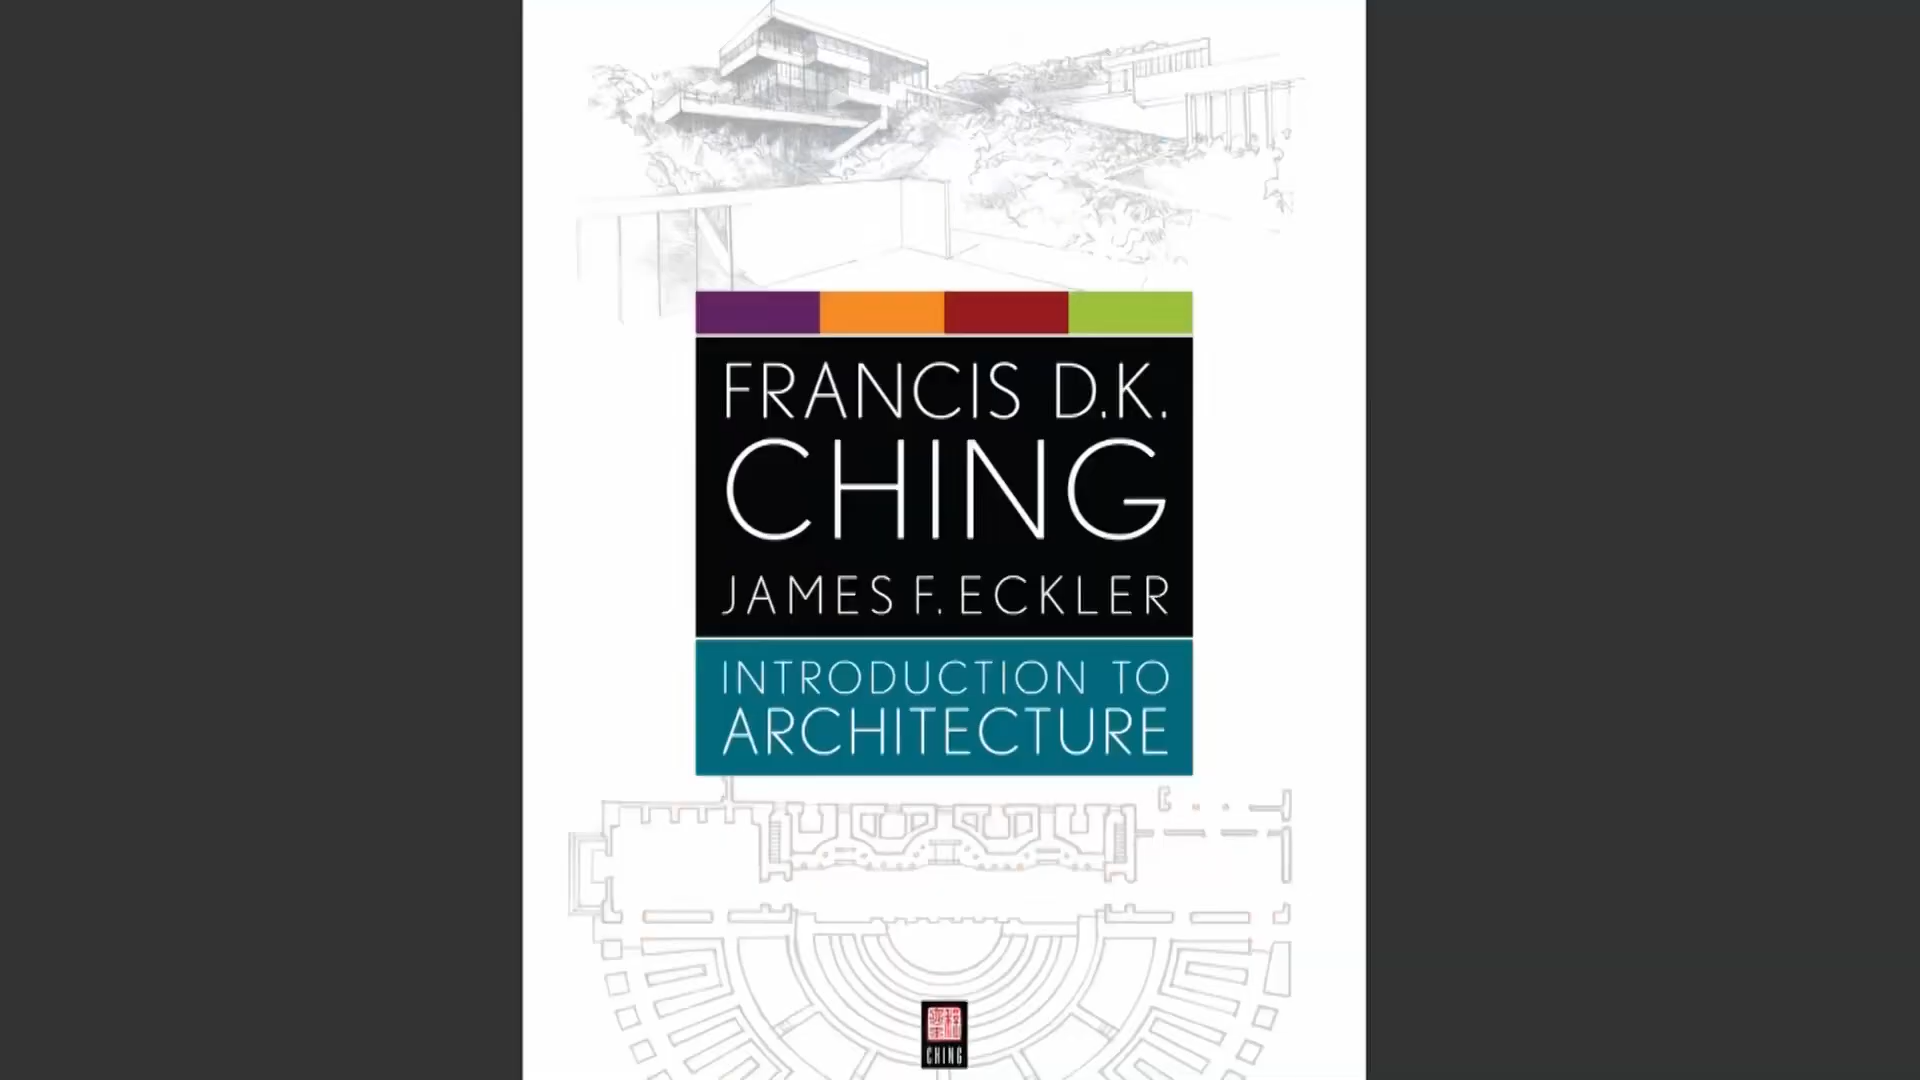 FRANCIS D.K.
CHING
JAMES F. ECKLER
INTRODUCTION TO
ARCHITECTURE
CHING